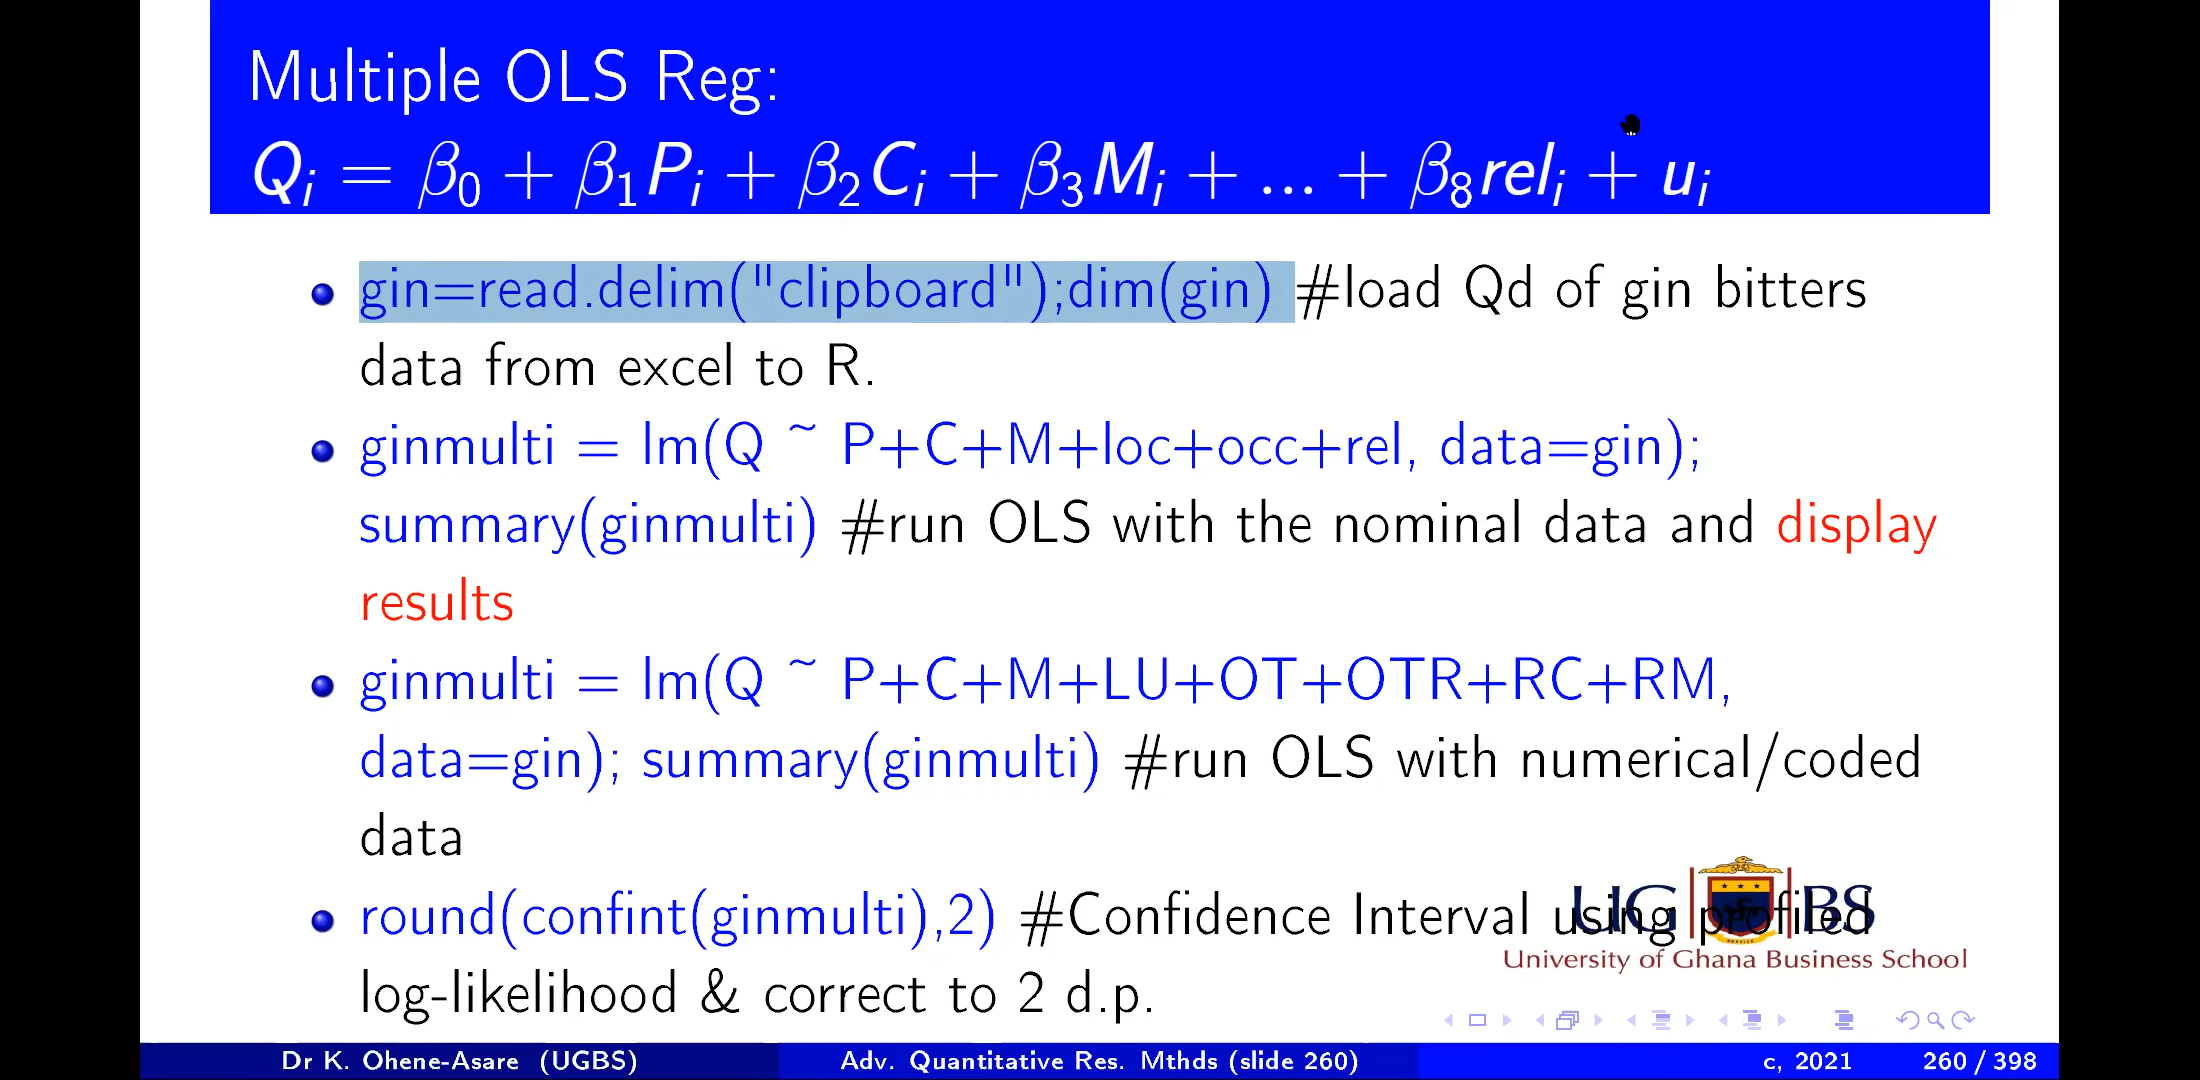 Multiple OLS Reg:
Qᵢ = β₀ + β₁Pᵢ + β₂Cᵢ + β₃Mᵢ + ... + β₈relᵢ + uᵢ
gin=read.delim("clipboard");dim(gin) #load Qd of gin bitters
data from excel to R.
ginmulti = lm(Q ~ P+C+M+loc+occ+rel, data=gin);
summary(ginmulti) #run OLS with the nominal data and display
results
ginmulti = lm(Q ~ P+C+M+LU+OT+OTR+RC+RM,
data=gin); summary(ginmulti) #run OLS with numerical/coded
data
round(confint(ginmulti),2) #Confidence Interval using profiled
log-likelihood & correct to 2 d.p.
UG BS
University of Ghana Business School
Dr K. Ohene-Asare (UGBS) Adv. Quantitative Res. Mthds (slide 260) c, 2021 260 / 398